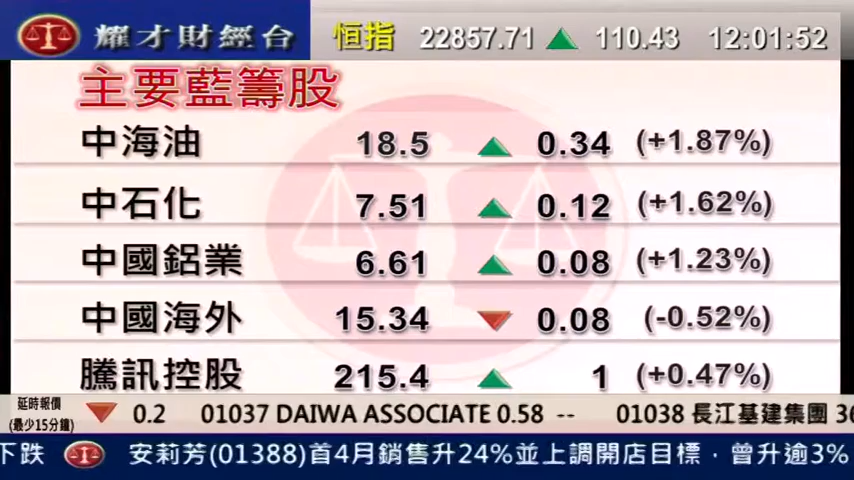 耀才財經台 恒指 22857.71 ▲ 110.43 12:01:52
主要藍籌股
中海油 18.5 ▲ 0.34 (+1.87%)
中石化 7.51 ▲ 0.12 (+1.62%)
中國鋁業 6.61 ▲ 0.08 (+1.23%)
中國海外 15.34 ▼ 0.08 (-0.52%)
騰訊控股 215.4 ▲ 1 (+0.47%)
延時報價
(最少15分鐘) ▼ 0.2 01037 DAIWA ASSOCIATE 0.58 -- 01038 長江基建集團 36
下跌 安莉芳(01388)首4月銷售升24%並上調開店目標，曾升逾3%